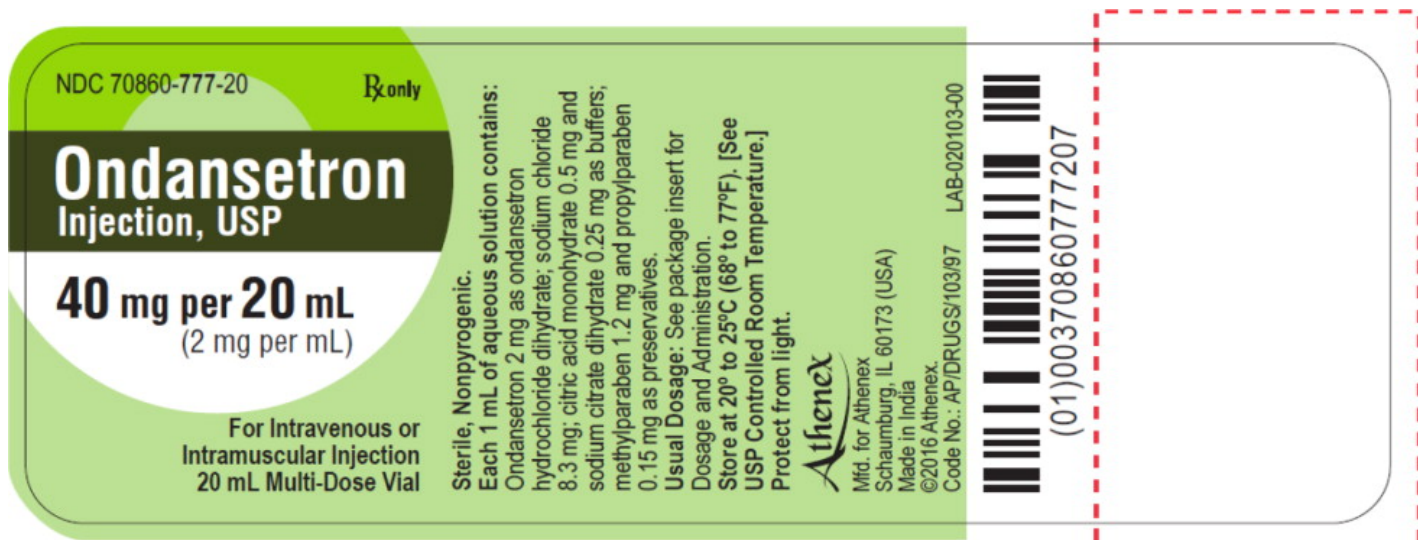 NDC 70860-777-20
Rx only
Ondansetron
Injection, USP
40 mg per 20 mL
(2 mg per mL)
For Intravenous or
Intramuscular Injection
20 mL Multi-Dose Vial
Sterile, Nonpyrogenic.
Each 1 mL of aqueous solution contains:
Ondansetron 2 mg as ondansetron
hydrochloride dihydrate; sodium chloride
8.3 mg; citric acid monohydrate 0.5 mg and
sodium citrate dihydrate 0.25 mg as buffers;
methylparaben 1.2 mg and propylparaben
0.15 mg as preservatives.
Usual Dosage: See package insert for
Dosage and Administration.
Store at 20º to 25ºC (68º to 77ºF). [See
USP Controlled Room Temperature.]
Protect from light.
Athenex
Mfd. for Athenex
Schaumburg, IL 60173 (USA)
Made in India
©2016 Athenex.
Code No.: AP/DRUGS/103/97 LAB-020103-00
(01)00370860777207